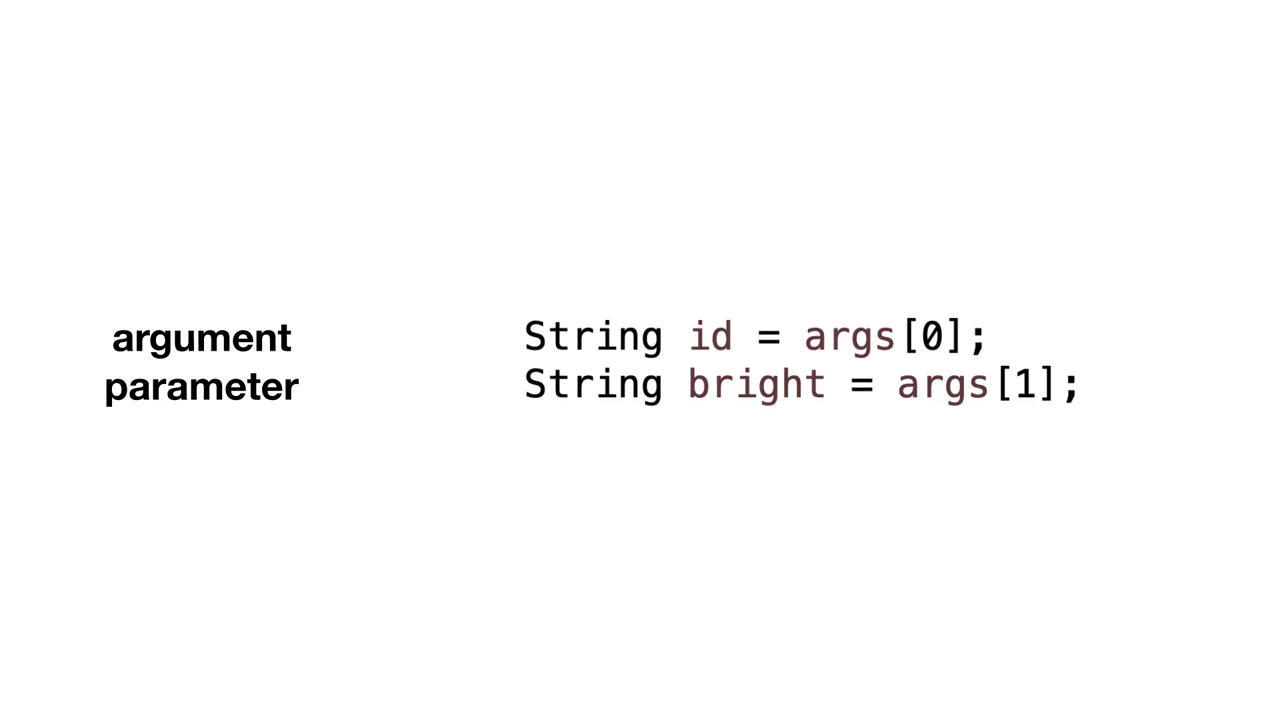 argument
parameter
String id = args[0];
String bright = args[1];